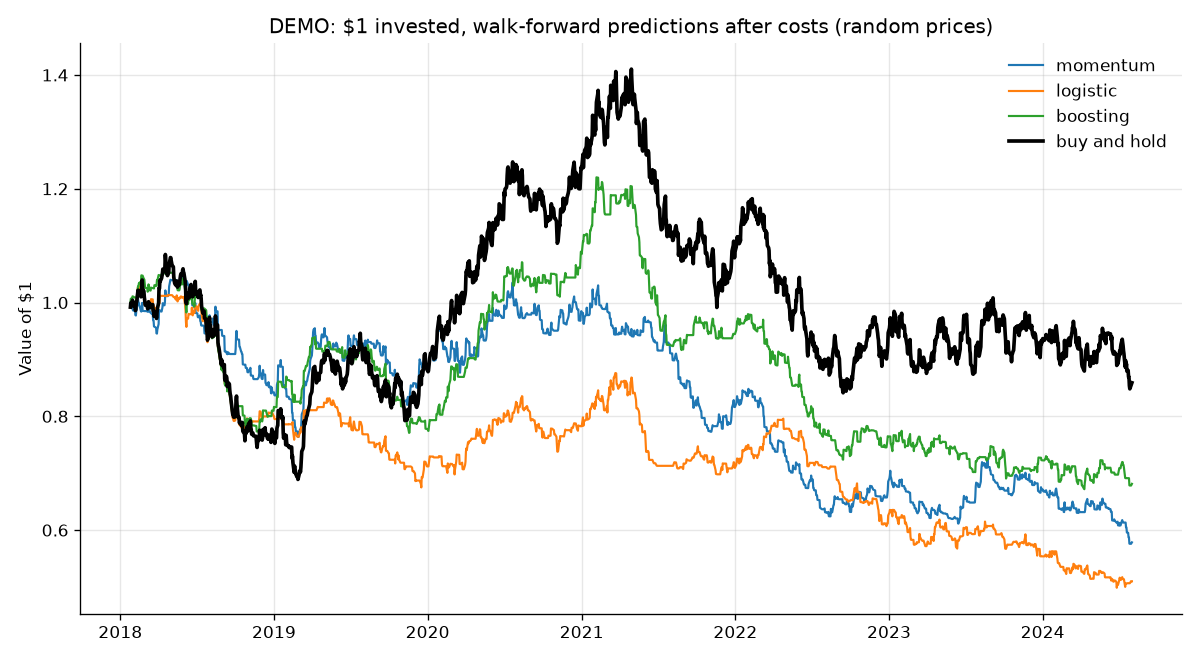 DEMO: $1 invested, walk-forward predictions after costs (random prices)
momentum
logistic
boosting
buy and hold
Value of $1
1.4
1.2
1.0
0.8
0.6
2018 2019 2020 2021 2022 2023 2024